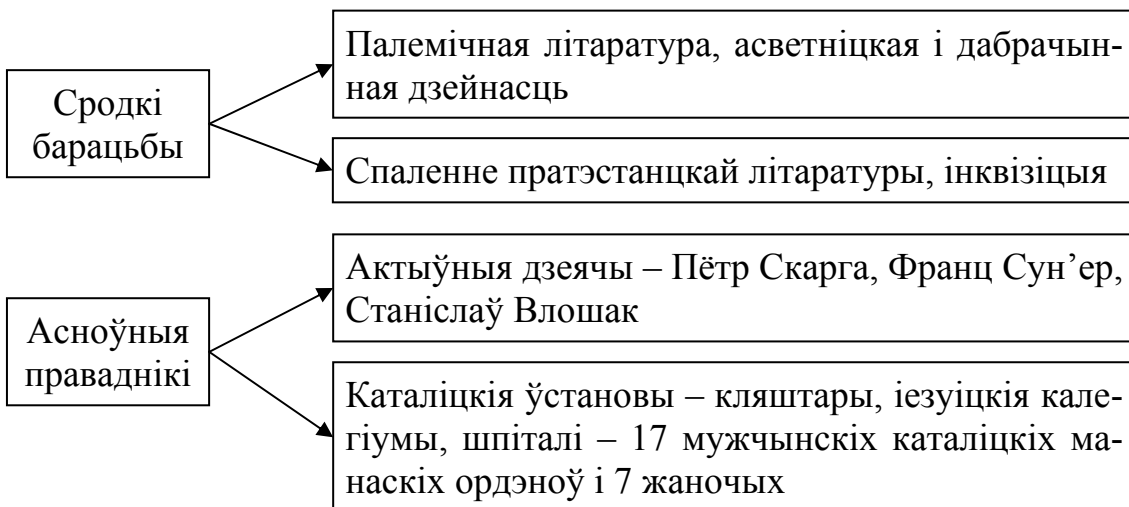 Сродкі
барацьбы
Палемічная літаратура, асветніцкая і дабрачын-
ная дзейнасць
Спаленне пратэстанцкай літаратуры, інквізіцыя
Асноўныя
праваднікі
Актыўныя дзеячы – Пётр Скарга, Франц Сун’ер,
Станіслаў Влошак
Каталіцкія ўстановы – кляштары, іезуіцкія кале-
гіумы, шпіталі – 17 мужчынскіх каталіцкіх ма-
наскіх ордэноў і 7 жаночых